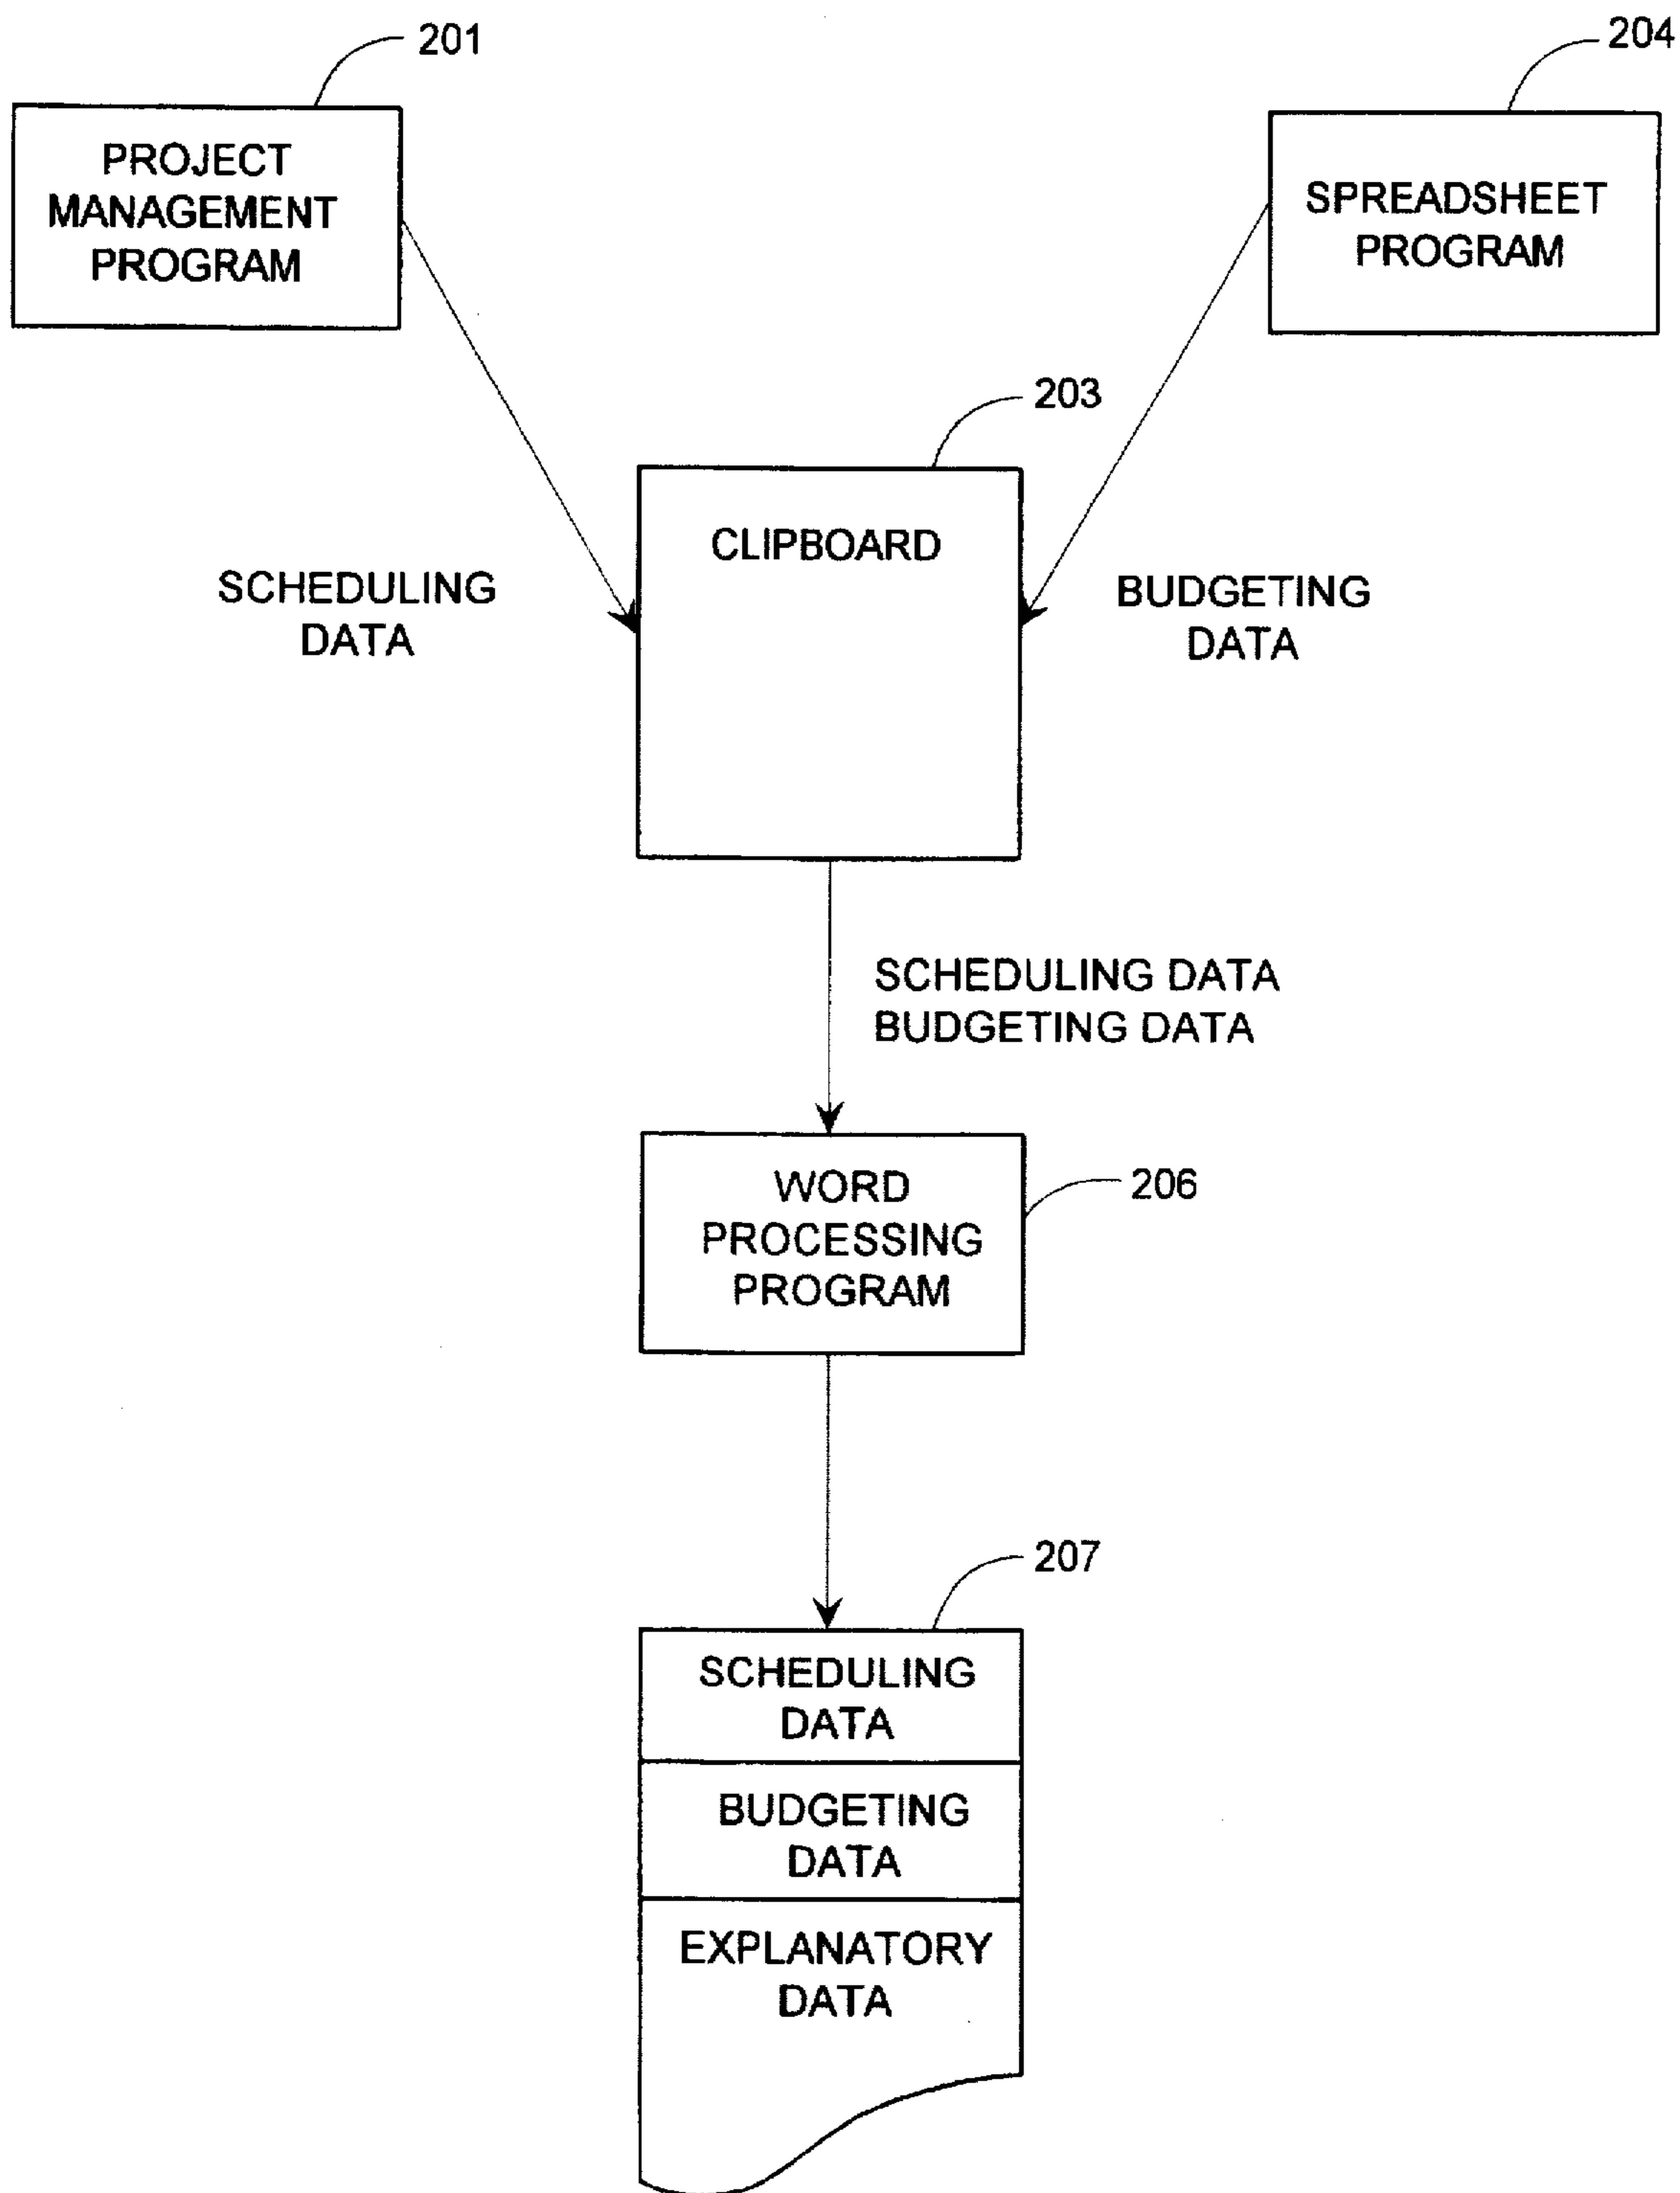 201
204
PROJECT
MANAGEMENT
PROGRAM
SPREADSHEET
PROGRAM
203
CLIPBOARD
SCHEDULING
DATA
BUDGETING
DATA
SCHEDULING DATA
BUDGETING DATA
WORD
PROCESSING
PROGRAM
206
207
SCHEDULING
DATA
BUDGETING
DATA
EXPLANATORY
DATA